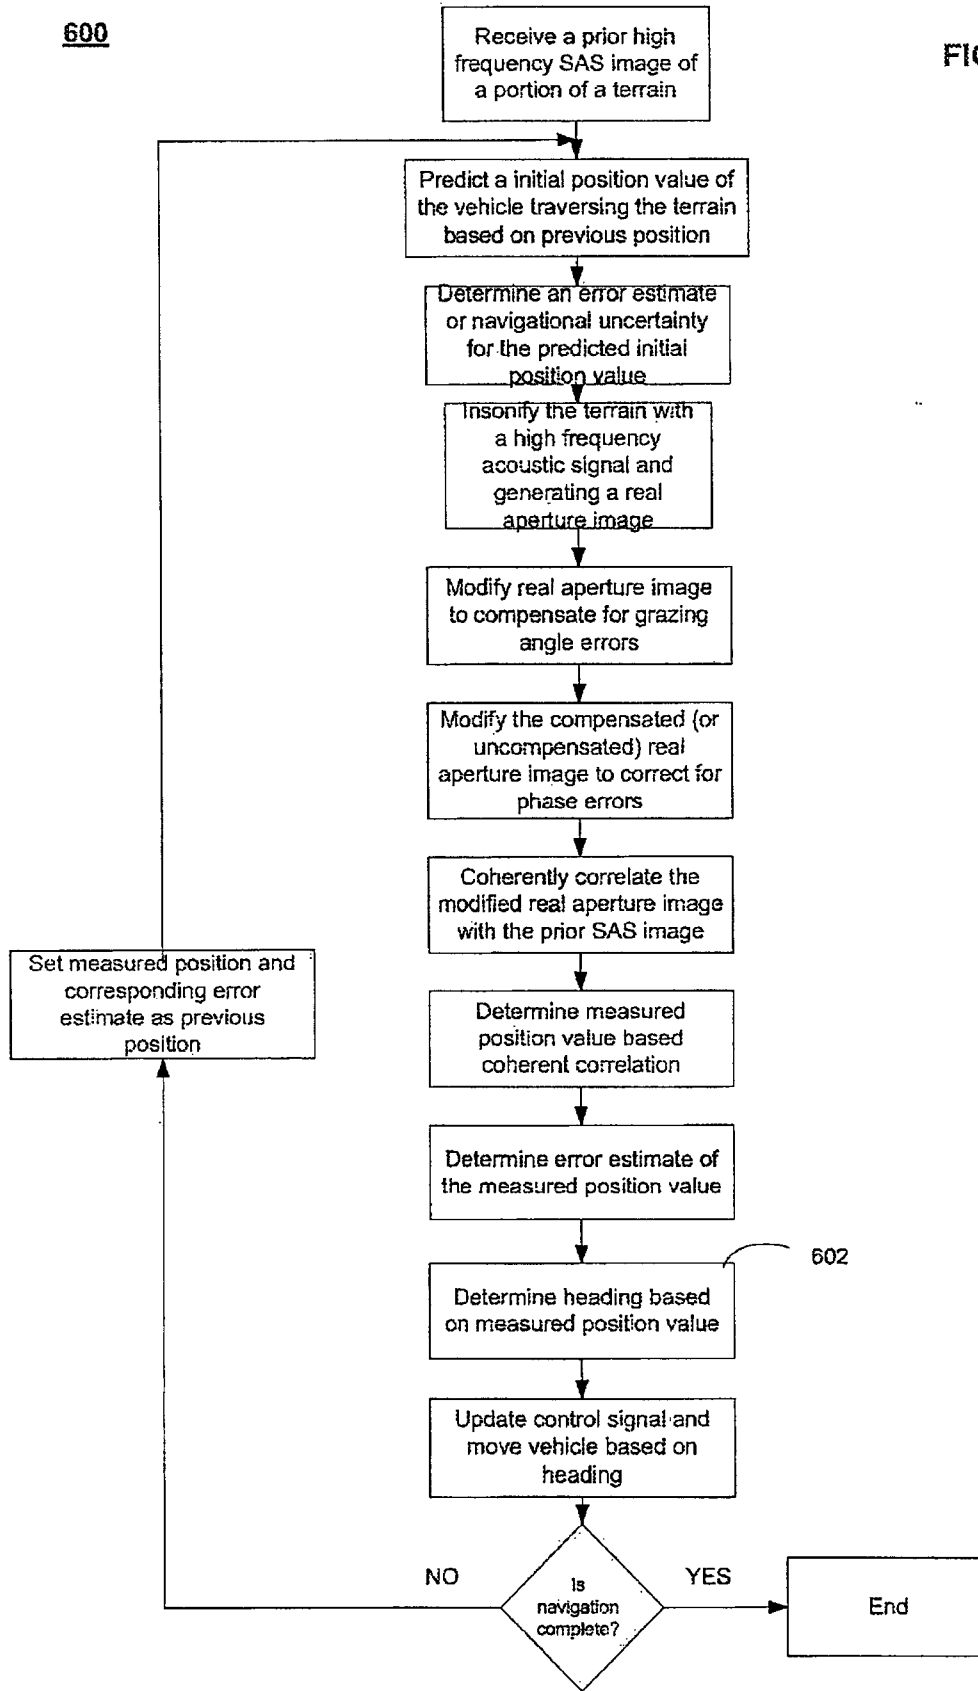 600
FIG
Receive a prior high
frequency SAS image of
a portion of a terrain
Predict a initial position value of
the vehicle traversing the terrain
based on previous position
Determine an error estimate
or navigational uncertainty
for the predicted initial
position value
Insonify the terrain with
a high frequency
acoustic signal and
generating a real
aperture image
Modify real aperture image
to compensate for grazing
angle errors
Modify the compensated (or
uncompensated) real
aperture image to correct for
phase errors
Coherently correlate the
modified real aperture image
with the prior SAS image
Set measured position and
corresponding error
estimate as previous
position
Determine measured
position value based
coherent correlation
Determine error estimate of
the measured position value
602
Determine heading based
on measured position value
Update control signal and
move vehicle based on
heading
NO
Is
navigation
complete?
YES
End